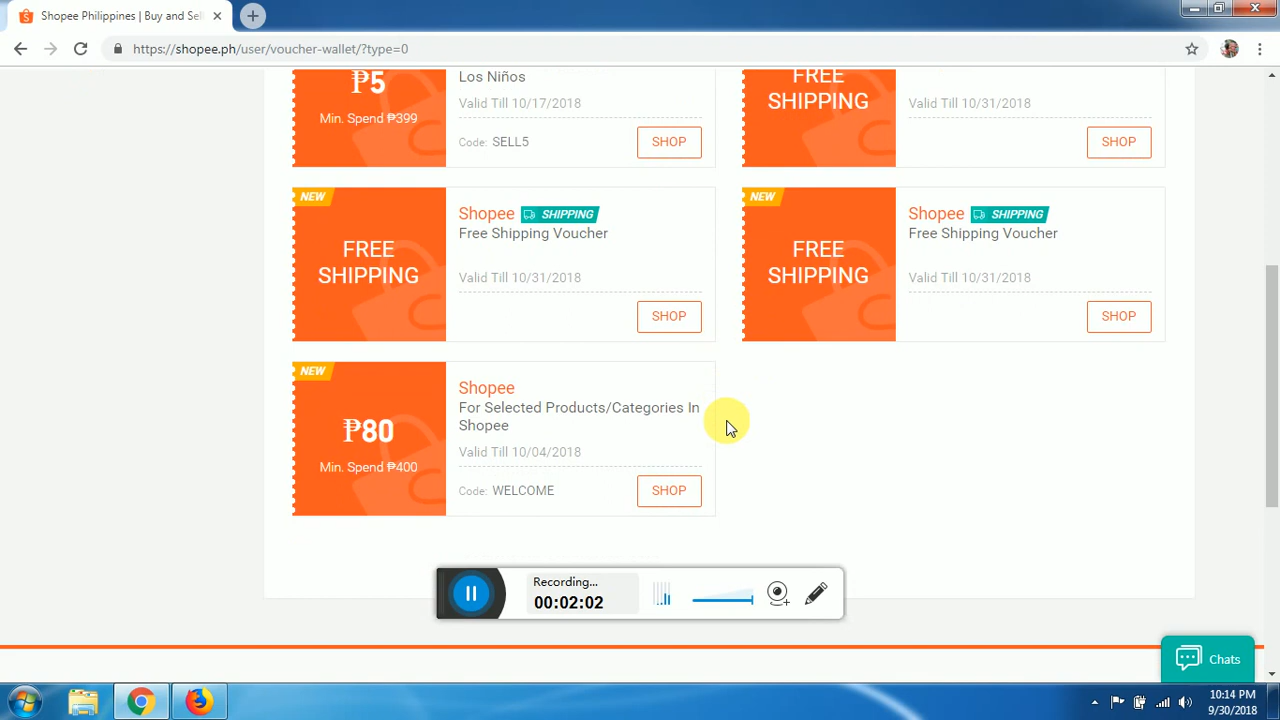 Shopee Philippines | Buy and Sell
https://shopee.ph/user/voucher-wallet/?type=0
₱5
Min. Spend ₱399
Los Niños
Valid Till 10/17/2018
Code: SELL5
SHOP
FREE
SHIPPING
Valid Till 10/31/2018
SHOP
NEW
FREE
SHIPPING
Shopee SHIPPING
Free Shipping Voucher
Valid Till 10/31/2018
SHOP
NEW
FREE
SHIPPING
Shopee SHIPPING
Free Shipping Voucher
Valid Till 10/31/2018
SHOP
NEW
₱80
Min. Spend ₱400
Shopee
For Selected Products/Categories In
Shopee
Valid Till 10/04/2018
Code: WELCOME
SHOP
Recording...
00:02:02
Chats
10:14 PM
9/30/2018